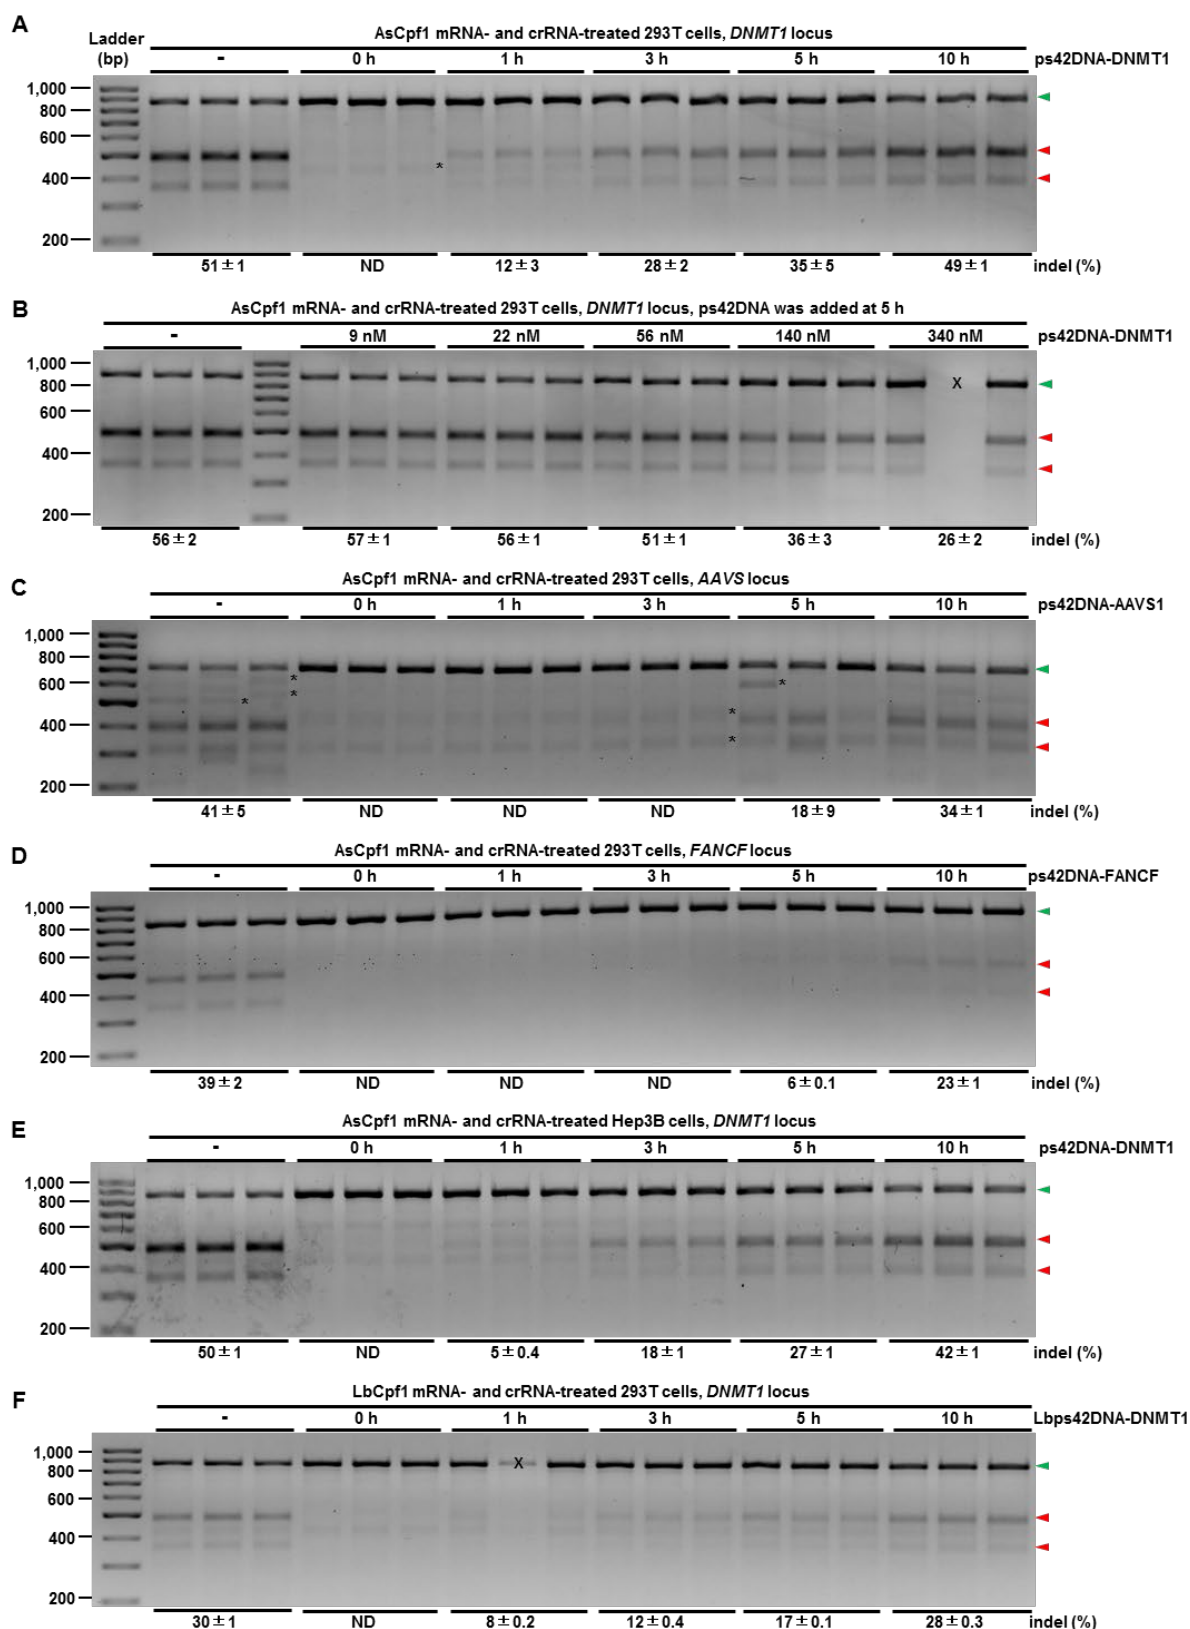 A
AsCpf1 mRNA- and crRNA-treated 293T cells, DNMT1 locus
Ladder
(bp)
- 0 h 1 h 3 h 5 h 10 h ps42DNA-DNMT1
1,000
800
600
*
400
200
51 ± 1 ND 12 ± 3 28 ± 2 35 ± 5 49 ± 1 indel (%)
B
AsCpf1 mRNA- and crRNA-treated 293T cells, DNMT1 locus, ps42DNA was added at 5 h
- 9 nM 22 nM 56 nM 140 nM 340 nM ps42DNA-DNMT1
1,000
800 X
600
400
200
56 ± 2 57 ± 1 56 ± 1 51 ± 1 36 ± 3 26 ± 2 indel (%)
C
AsCpf1 mRNA- and crRNA-treated 293T cells, AAVS locus
- 0 h 1 h 3 h 5 h 10 h ps42DNA-AAVS1
1,000
800
* *
600
* *
*
400
*
200
41 ± 5 ND ND ND 18 ± 9 34 ± 1 indel (%)
D
AsCpf1 mRNA- and crRNA-treated 293T cells, FANCF locus
- 0 h 1 h 3 h 5 h 10 h ps42DNA-FANCF
1,000
800
600
400
200
39 ± 2 ND ND ND 6 ± 0.1 23 ± 1 indel (%)
E
AsCpf1 mRNA- and crRNA-treated Hep3B cells, DNMT1 locus
- 0 h 1 h 3 h 5 h 10 h ps42DNA-DNMT1
1,000
800
600
400
200
50 ± 1 ND 5 ± 0.4 18 ± 1 27 ± 1 42 ± 1 indel (%)
F
LbCpf1 mRNA- and crRNA-treated 293T cells, DNMT1 locus
- 0 h 1 h 3 h 5 h 10 h Lbps42DNA-DNMT1
1,000
X
800
600
400
200
30 ± 1 ND 8 ± 0.2 12 ± 0.4 17 ± 0.1 28 ± 0.3 indel (%)